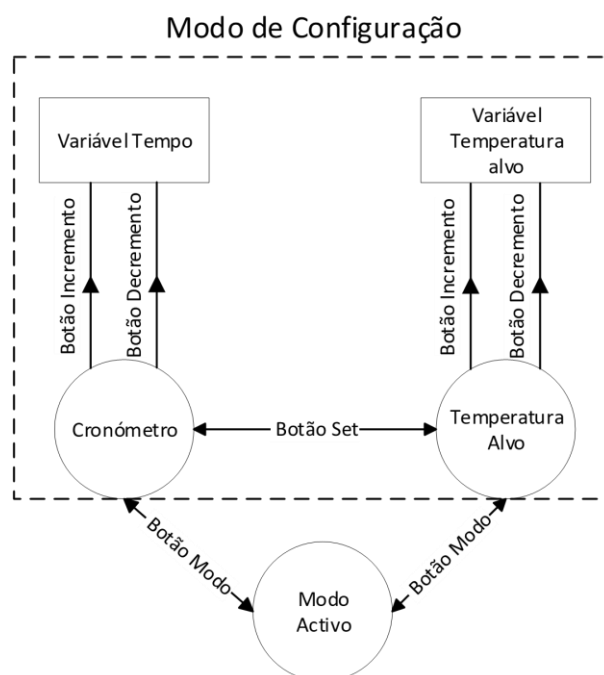 Modo de Configuração
Variável Tempo
Variável
Temperatura
alvo
Botão Incremento
Botão Decremento
Botão Incremento
Botão Decremento
Cronómetro
Botão Set
Temperatura
Alvo
Botão Modo
Botão Modo
Modo
Activo